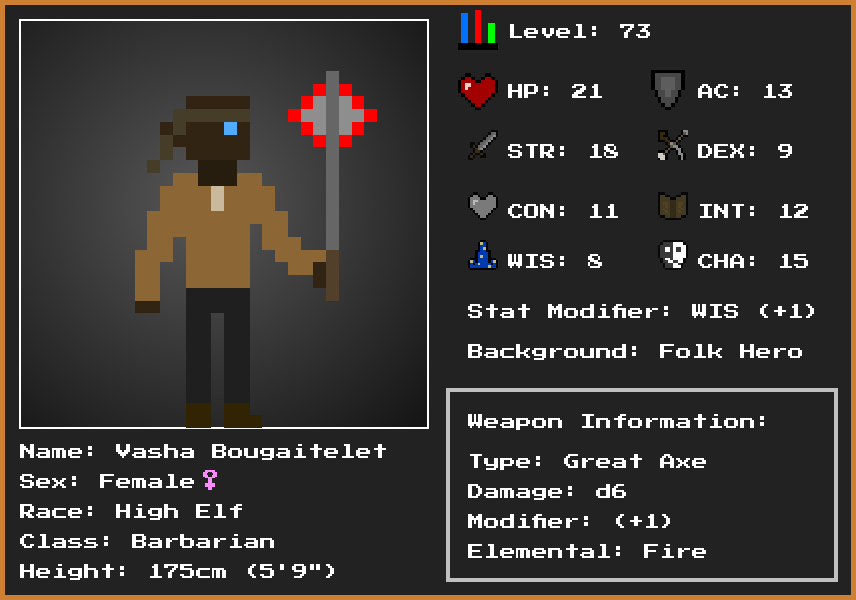 Level: 73
HP: 21
AC: 13
STR: 18
DEX: 9
CON: 11
INT: 12
WIS: 8
CHA: 15
Stat Modifier: WIS (+1)
Background: Folk Hero
Weapon Information:
Type: Great Axe
Damage: d6
Modifier: (+1)
Elemental: Fire
Name: Vasha Bougaitelet
Sex: Female♀
Race: High Elf
Class: Barbarian
Height: 175cm (5'9")